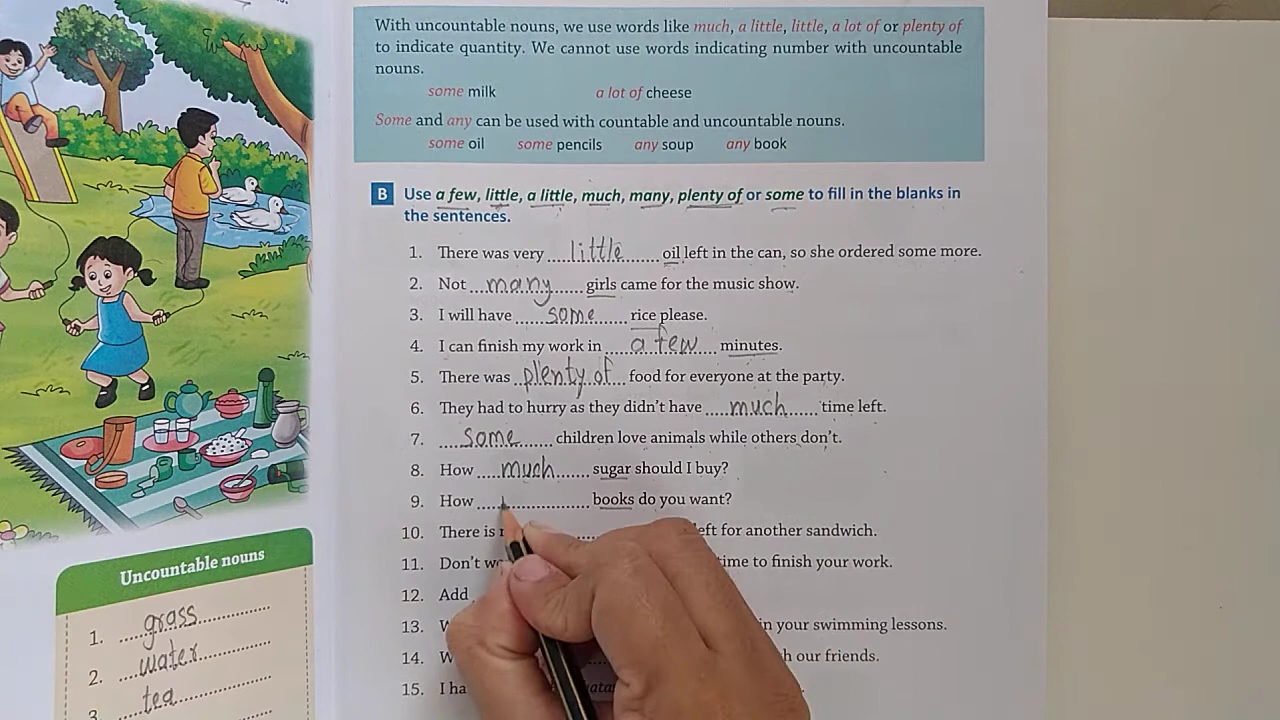 With uncountable nouns, we use words like much, a little, little, a lot of or plenty of
to indicate quantity. We cannot use words indicating number with uncountable
nouns.
some milk a lot of cheese
Some and any can be used with countable and uncountable nouns.
some oil some pencils any soup any book
B Use a few, little, a little, much, many, plenty of or some to fill in the blanks in
the sentences.
1. There was very little oil left in the can, so she ordered some more.
2. Not many girls came for the music show.
3. I will have some rice please.
4. I can finish my work in a few minutes.
5. There was plenty of food for everyone at the party.
6. They had to hurry as they didn't have much time left.
7. Some children love animals while others don't.
8. How much sugar should I buy?
9. How books do you want?
10. There is left for another sandwich.
11. Don't time to finish your work.
12. Add
13. in your swimming lessons.
14. our friends.
15. I
Uncountable nouns
1. grass
2. water
3. tea